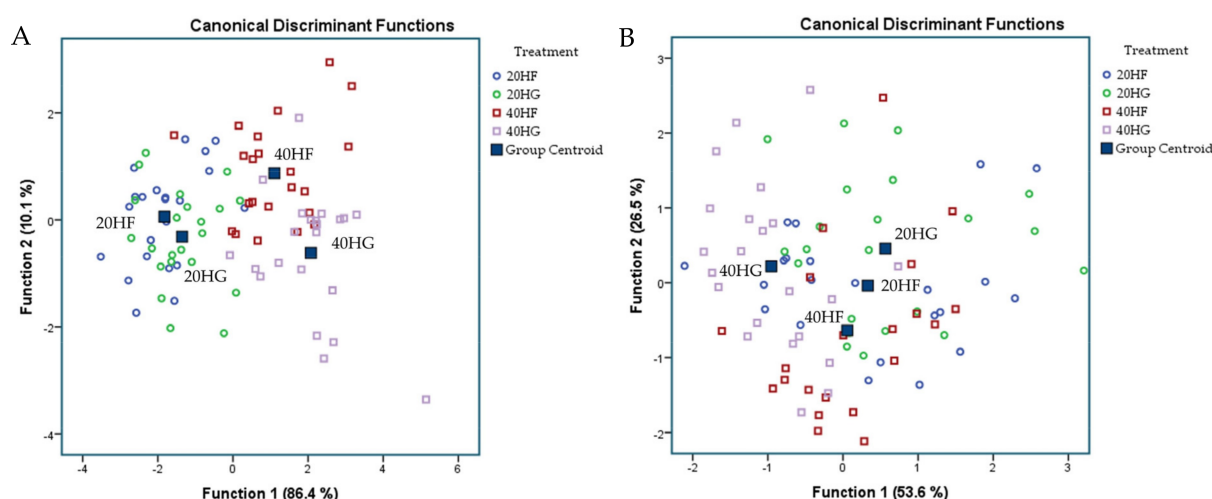 A
Canonical Discriminant Functions
Function 2 (10.1 %)
2
0
-2
-4
40HF
20HF
20HG
40HG
-4
-2
0
2
4
6
Function 1 (86.4 %)
Treatment
20HF
20HG
40HF
40HG
Group Centroid
B
Canonical Discriminant Functions
Function 2 (26.5 %)
3
2
1
0
-1
-2
20HG
40HG
20HF
40HF
-2
-1
0
1
2
3
Function 1 (53.6 %)
Treatment
20HF
20HG
40HF
40HG
Group Centroid